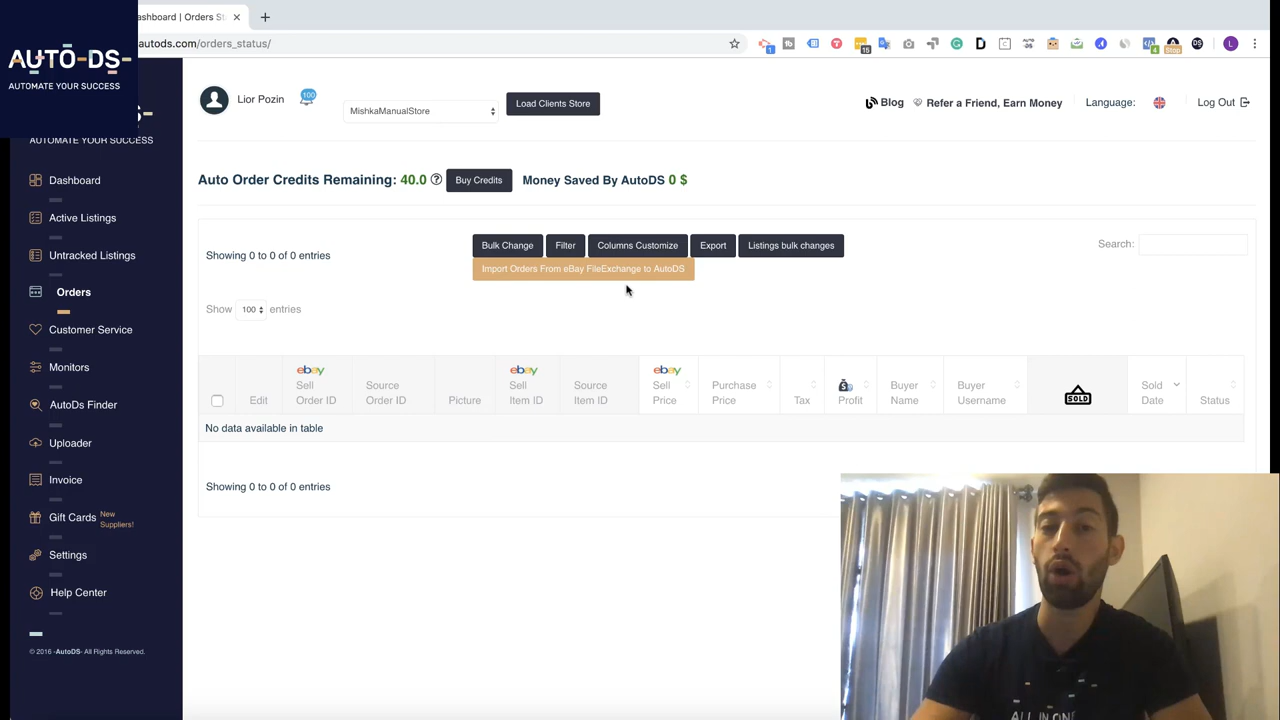 ashboard | Orders St
autods.com/orders_status/
1
15
4
Stop
L
AUTO-DS-
AUTOMATE YOUR SUCCESS
S-
AUTOMATE YOUR SUCCESS
Lior Pozin
100
MishkaManualStore
Load Clients Store
Blog
Refer a Friend, Earn Money
Language:
Log Out
Dashboard
Active Listings
Untracked Listings
Orders
Customer Service
Monitors
AutoDs Finder
Uploader
Invoice
Gift Cards
New
Suppliers!
Settings
Help Center
© 2016 -AutoDS- All Rights Reserved.
Auto Order Credits Remaining: 40.0
Buy Credits
Money Saved By AutoDS 0 $
Showing 0 to 0 of 0 entries
Bulk Change
Filter
Columns Customize
Export
Listings bulk changes
Import Orders From eBay FileExchange to AutoDS
Search:
Show 100 entries
Edit
ebay
Sell
Order ID
Source
Order ID
Picture
ebay
Sell
Item ID
Source
Item ID
ebay
Sell
Price
Purchase
Price
Tax
Profit
Buyer
Name
Buyer
Username
SOLD
Sold
Date
Status
No data available in table
Showing 0 to 0 of 0 entries
ALL IN ONE